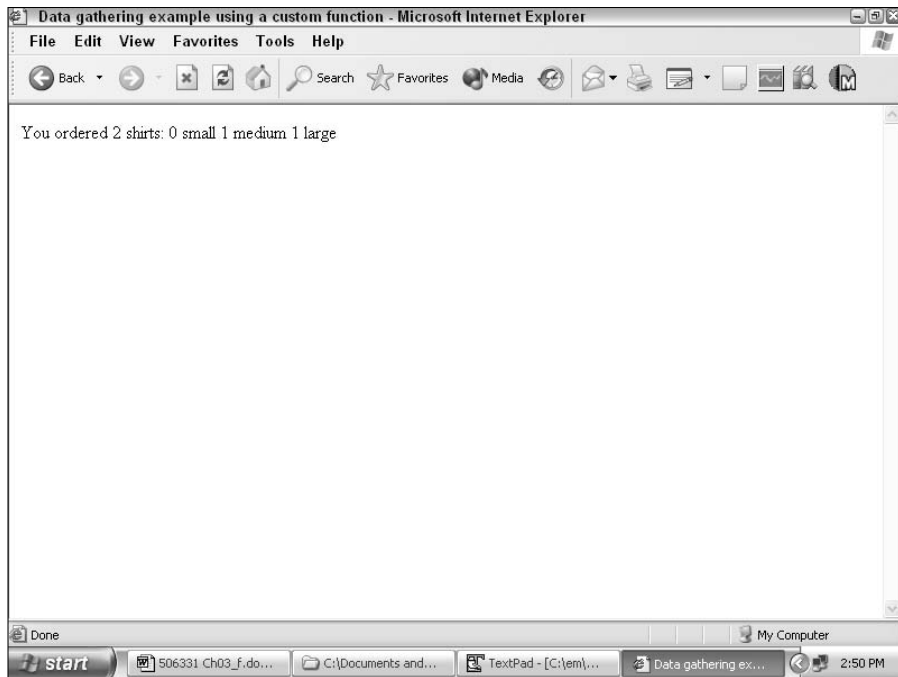 Data gathering example using a custom function - Microsoft Internet Explorer
File Edit View Favorites Tools Help
Back Search Favorites Media
You ordered 2 shirts: 0 small 1 medium 1 large
Done My Computer
start 506331 Ch03_f.do... C:\Documents and... TextPad - [C:\em\... Data gathering ex... 2:50 PM